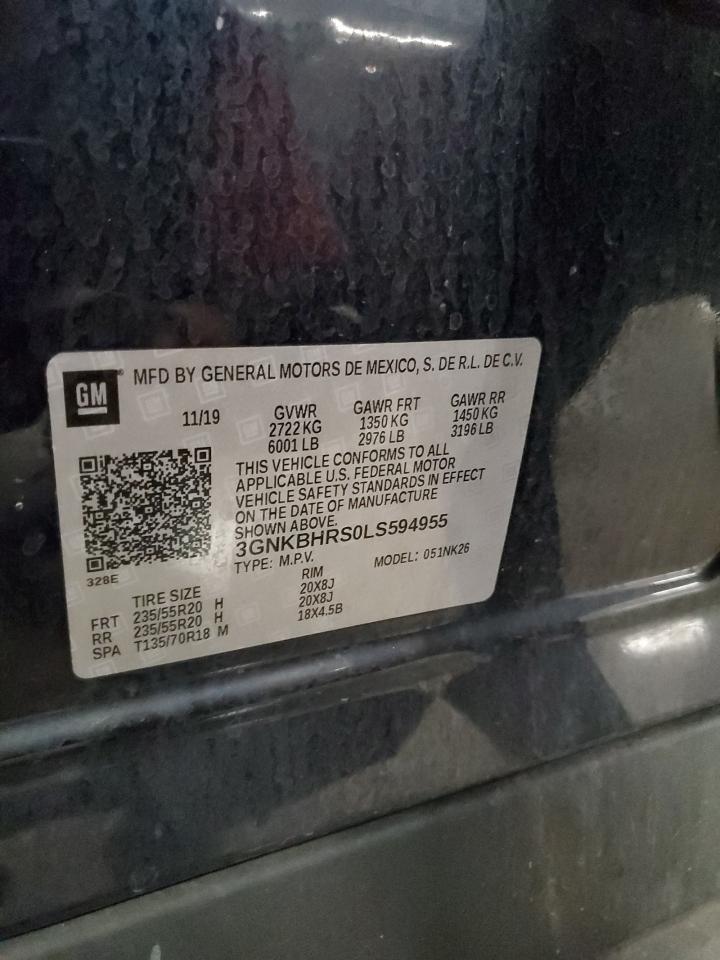 GM® MFD BY GENERAL MOTORS DE MEXICO, S. DE R.L. DE C.V.
11/19 GVWR GAWR FRT GAWR RR
2722 KG 1350 KG 1450 KG
6001 LB 2976 LB 3196 LB
THIS VEHICLE CONFORMS TO ALL
APPLICABLE U.S. FEDERAL MOTOR
VEHICLE SAFETY STANDARDS IN EFFECT
ON THE DATE OF MANUFACTURE
SHOWN ABOVE.
3GNKBHRS0LS594955
TYPE: M.P.V. MODEL: 051NK26
328E
TIRE SIZE RIM
FRT 235/55R20 H 20X8J
RR 235/55R20 H 20X8J
SPA T135/70R18 M 18X4.5B